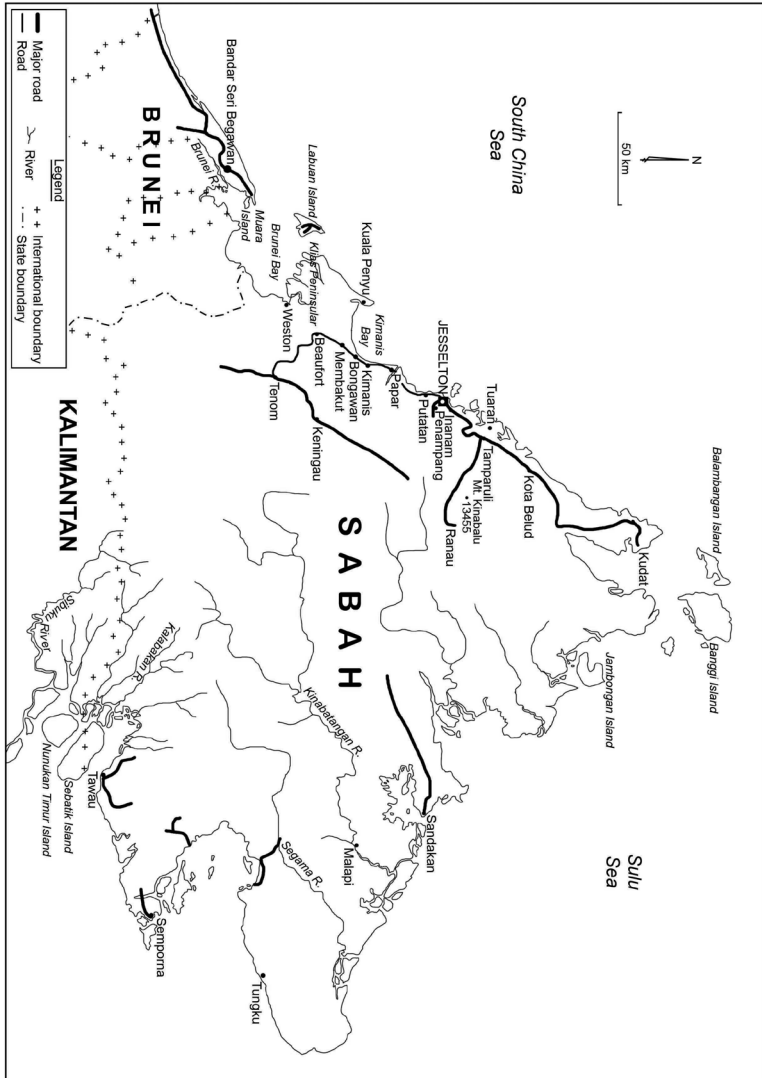 South China
Sea
N
50 km
Sulu
Sea
Balambangan Island
Banggi Island
Jambongan Island
Kudat
Kota Belud
Tuaran
Tamparuli
Mt. Kinabalu
13455
Ranau
JESSELTON
Inanam
Penampang
Putatan
Papar
Kimanis
Bay
Kimanis
Bongawan
Membakut
Beaufort
Kuala Penyu
Labuan Island
Klias Peninsular
Weston
Brunei Bay
Muara
Island
Brunei R.
Bandar Seri Begawan
BRUNEI
Tenom
Keningau
SABAH
Sandakan
Kinabatangan R.
Malapi
Segama R.
Tungku
Semporna
Tawau
Kalabakan R.
Sibuku
River
Sebatik Island
Nunukan Timur Island
KALIMANTAN
Legend
Major road
Road
River
International boundary
State boundary